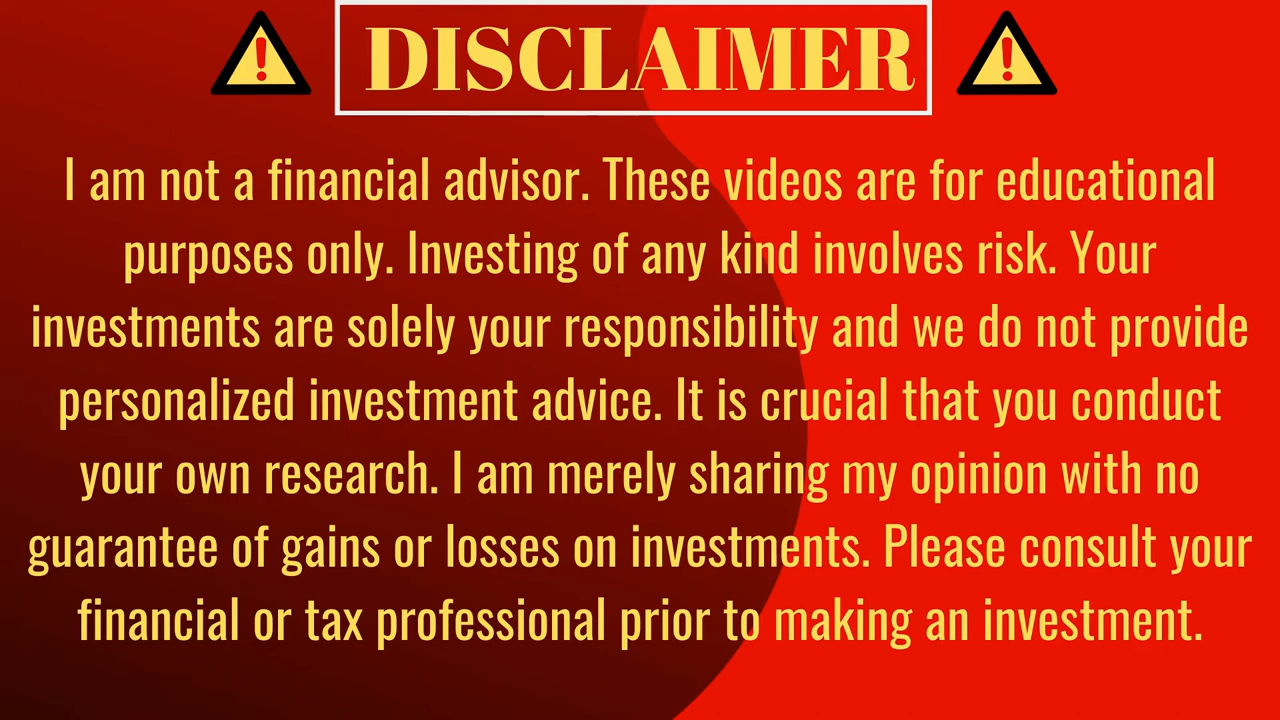 DISCLAIMER
I am not a financial advisor. These videos are for educational
purposes only. Investing of any kind involves risk. Your
investments are solely your responsibility and we do not provide
personalized investment advice. It is crucial that you conduct
your own research. I am merely sharing my opinion with no
guarantee of gains or losses on investments. Please consult your
financial or tax professional prior to making an investment.